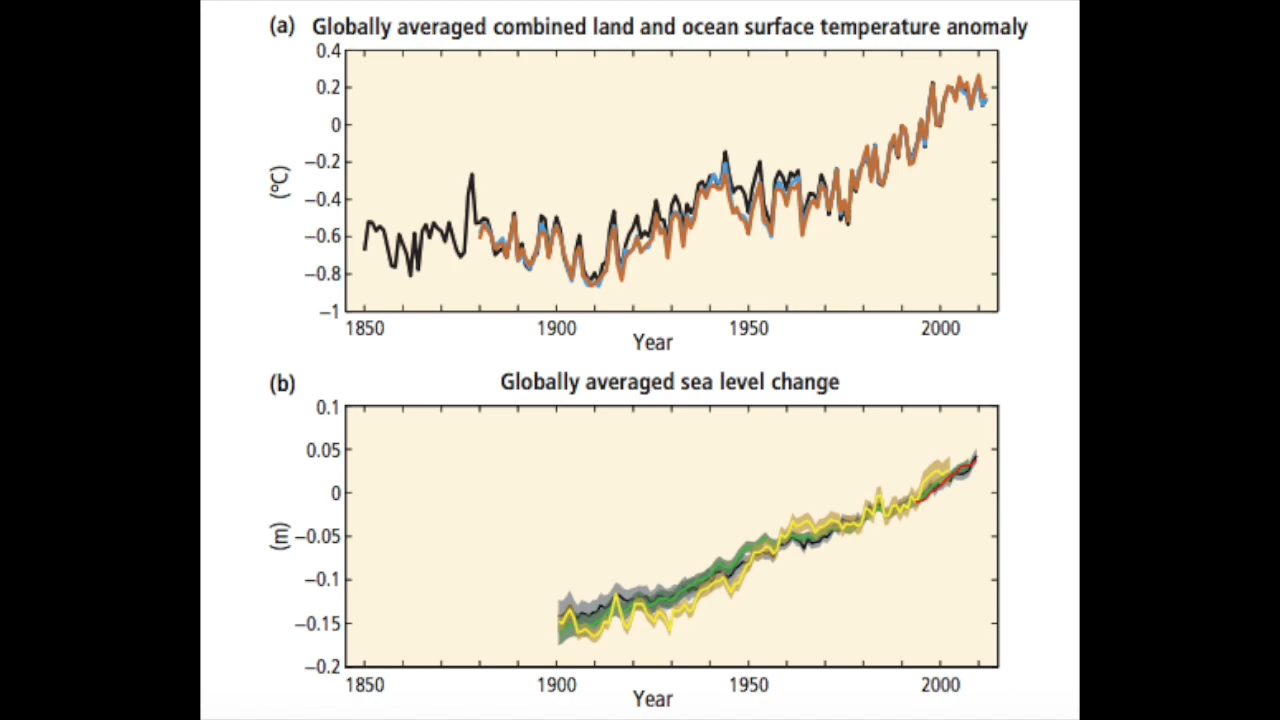 (a) Globally averaged combined land and ocean surface temperature anomaly
0.4
0.2
0
−0.2
(°C)
−0.4
−0.6
−0.8
−1
1850 1900 1950 2000
Year
(b) Globally averaged sea level change
0.1
0.05
0
(m)
−0.05
−0.1
−0.15
−0.2
1850 1900 1950 2000
Year